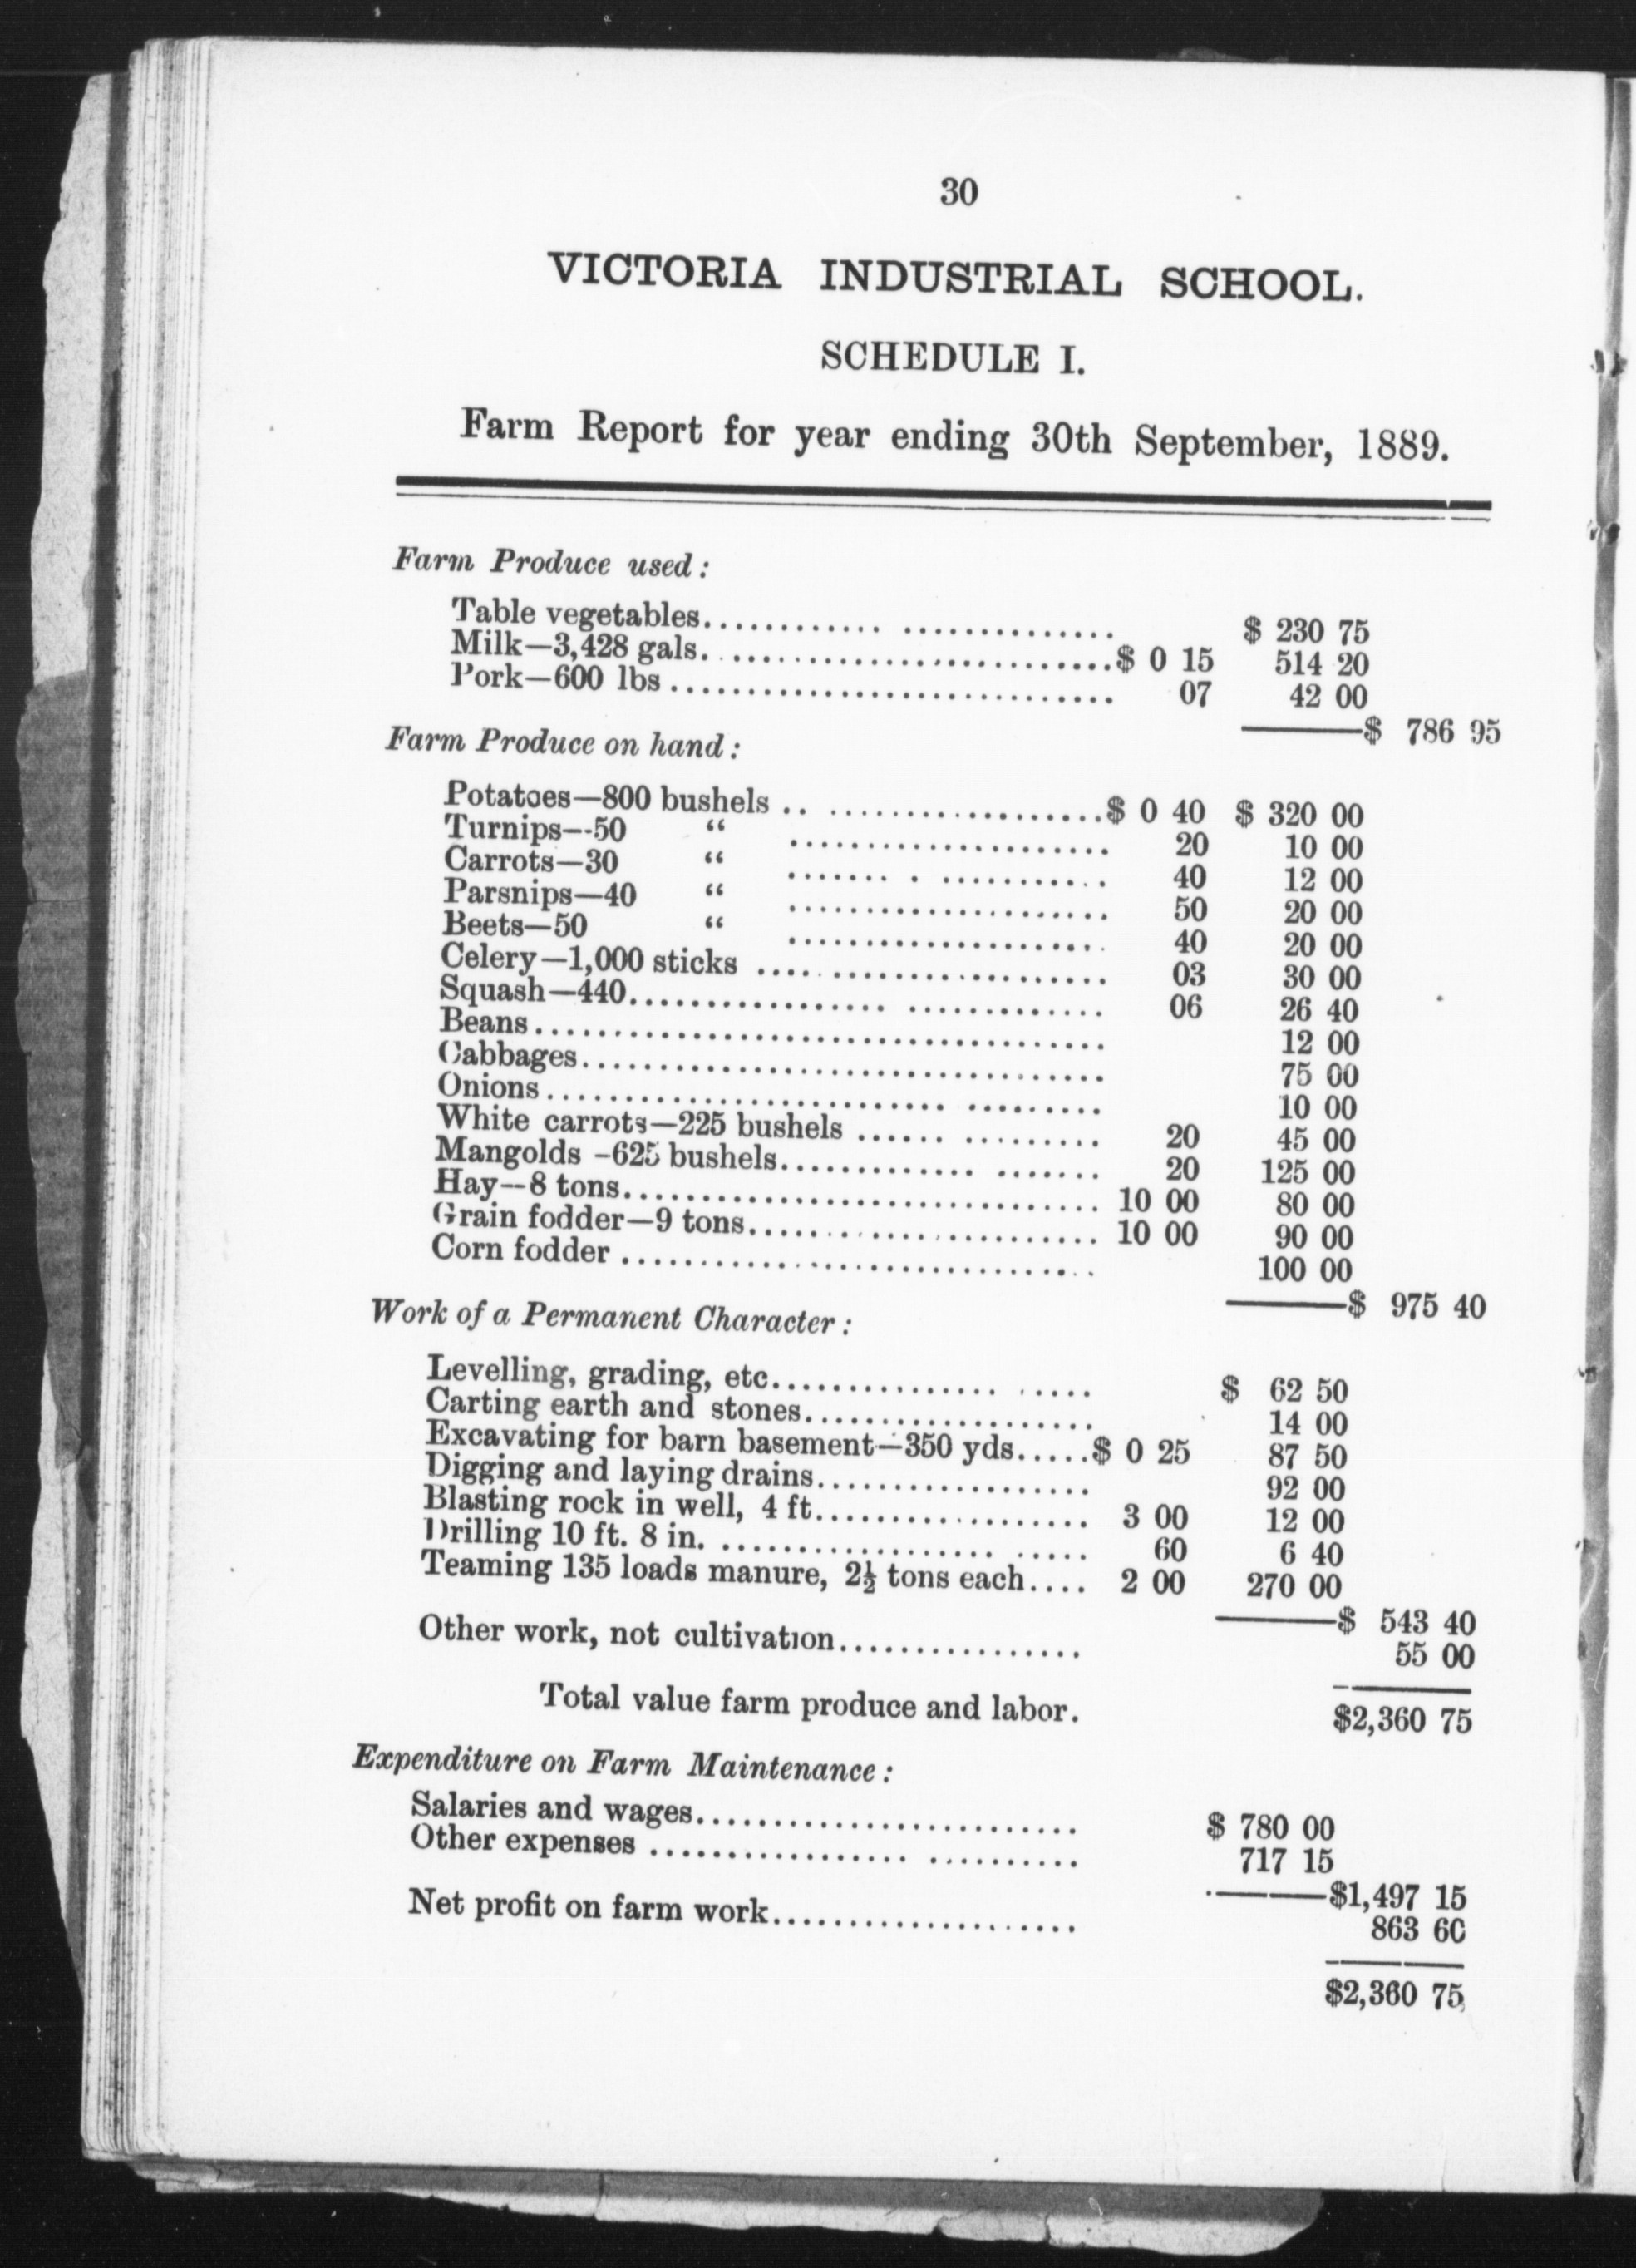 30
VICTORIA INDUSTRIAL SCHOOL.
SCHEDULE I.
Farm Report for year ending 30th September, 1889.
Farm Produce used:
Table vegetables.......................... $ 230 75
Milk—3,428 gals...........................$ 0 15 514 20
Pork—600 lbs............................. 07 42 00
$ 786 95
Farm Produce on hand:
Potatoes—800 bushels .....................$ 0 40 $ 320 00
Turnips—50 “ ..................... 20 10 00
Carrots—30 “ ..................... 40 12 00
Parsnips—40 “ ..................... 50 20 00
Beets—50 “ ..................... 40 20 00
Celery—1,000 sticks ...................... 03 30 00
Squash—440.............................. 06 26 40
Beans.................................... 12 00
Cabbages................................. 75 00
Onions................................... 10 00
White carrots—225 bushels ............... 20 45 00
Mangolds -625 bushels.................... 20 125 00
Hay—8 tons............................... 10 00 80 00
Grain fodder—9 tons...................... 10 00 90 00
Corn fodder .............................. 100 00
$ 975 40
Work of a Permanent Character:
Levelling, grading, etc.................... $ 62 50
Carting earth and stones................... 14 00
Excavating for barn basement—350 yds.....$ 0 25 87 50
Digging and laying drains.................. 92 00
Blasting rock in well, 4 ft.................. 3 00 12 00
Drilling 10 ft. 8 in. ....................... 60 6 40
Teaming 135 loads manure, 2½ tons each.... 2 00 270 00
$ 543 40
Other work, not cultivation................ 55 00
Total value farm produce and labor. $2,360 75
Expenditure on Farm Maintenance:
Salaries and wages......................... $ 780 00
Other expenses ........................... 717 15
$1,497 15
Net profit on farm work.................... 863 60
$2,360 75